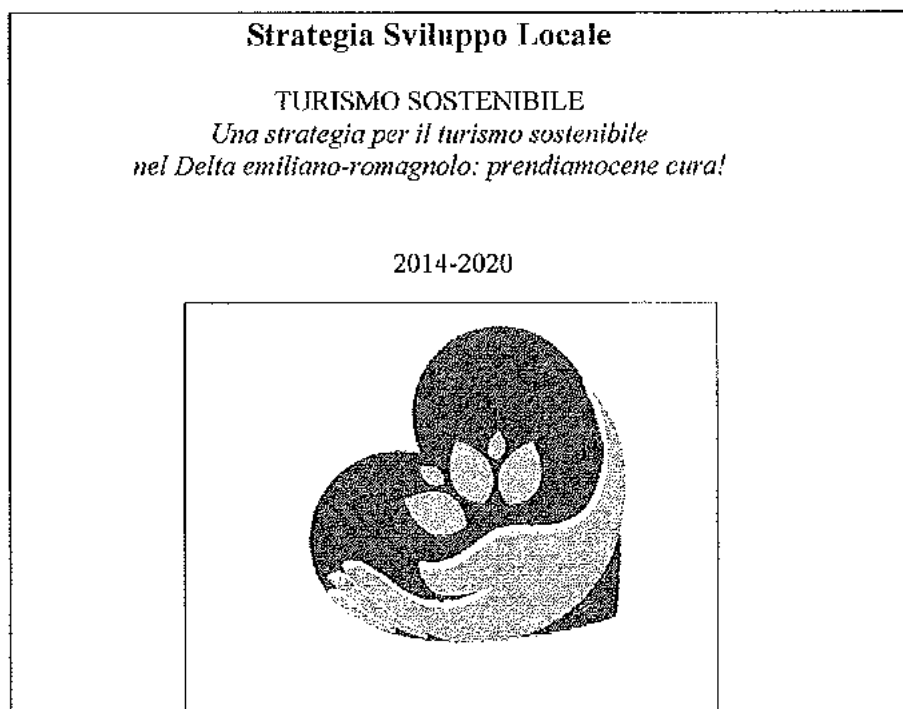 Strategia Sviluppo Locale
TURISMO SOSTENIBILE
Una strategia per il turismo sostenibile
nel Delta emiliano-romagnolo: prendiamocene cura!
2014-2020